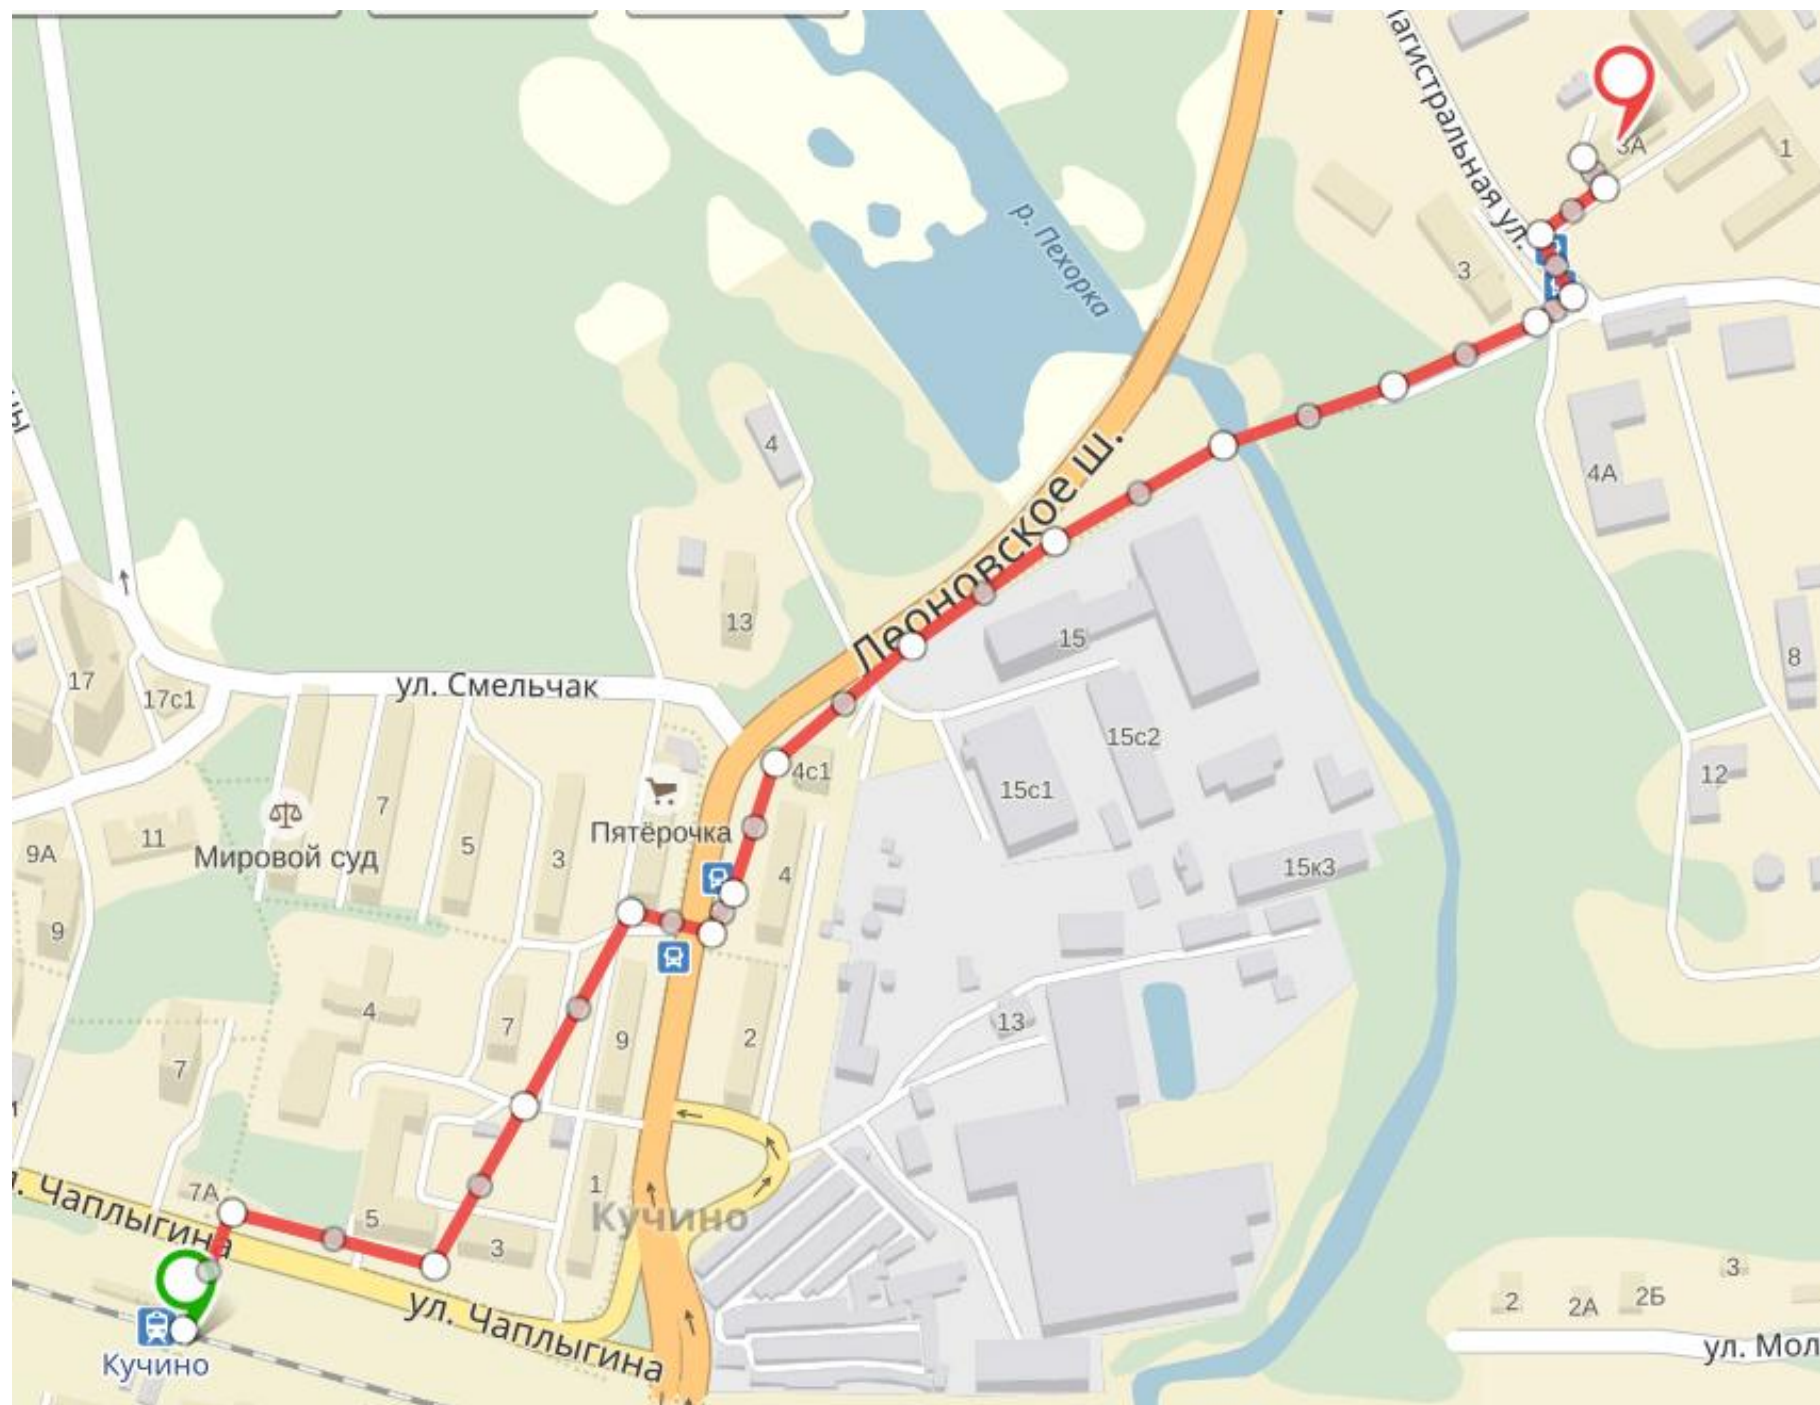 Магистральная ул.
3А
1
р. Пехорка
3
4
Леоновское ш.
4А
13
15
8
17
17с1
ул. Смельчак
15с2
4с1
12
15с1
7
Пятёрочка
11
5
3
9А
Мировой суд
4
15к3
9
4
7
9
2
13
7
7А
1
Кучино
ул. Чаплыгина
5
3
3
2
2А
2Б
ул. Чаплыгина
ул. Мол
Кучино